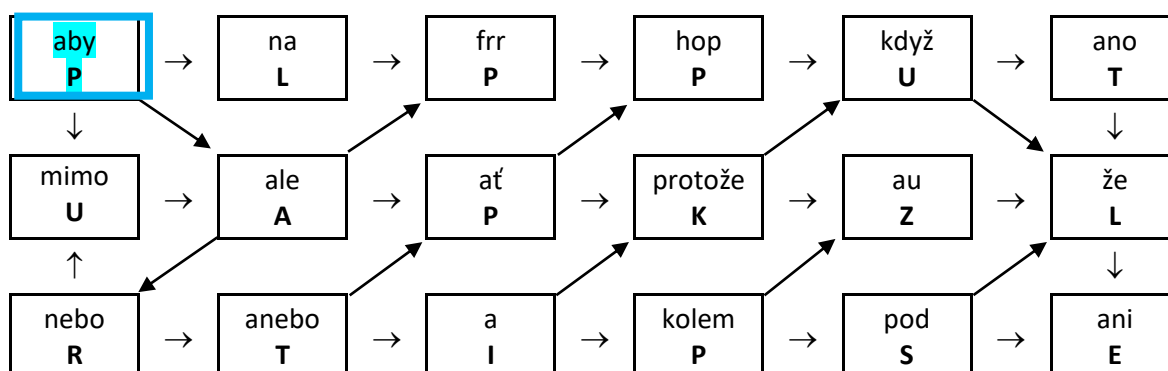 aby na frr hop když ano
P L P P U T
mimo ale ať protože au že
U A P K Z L
nebo anebo a kolem pod ani
R T I P S E